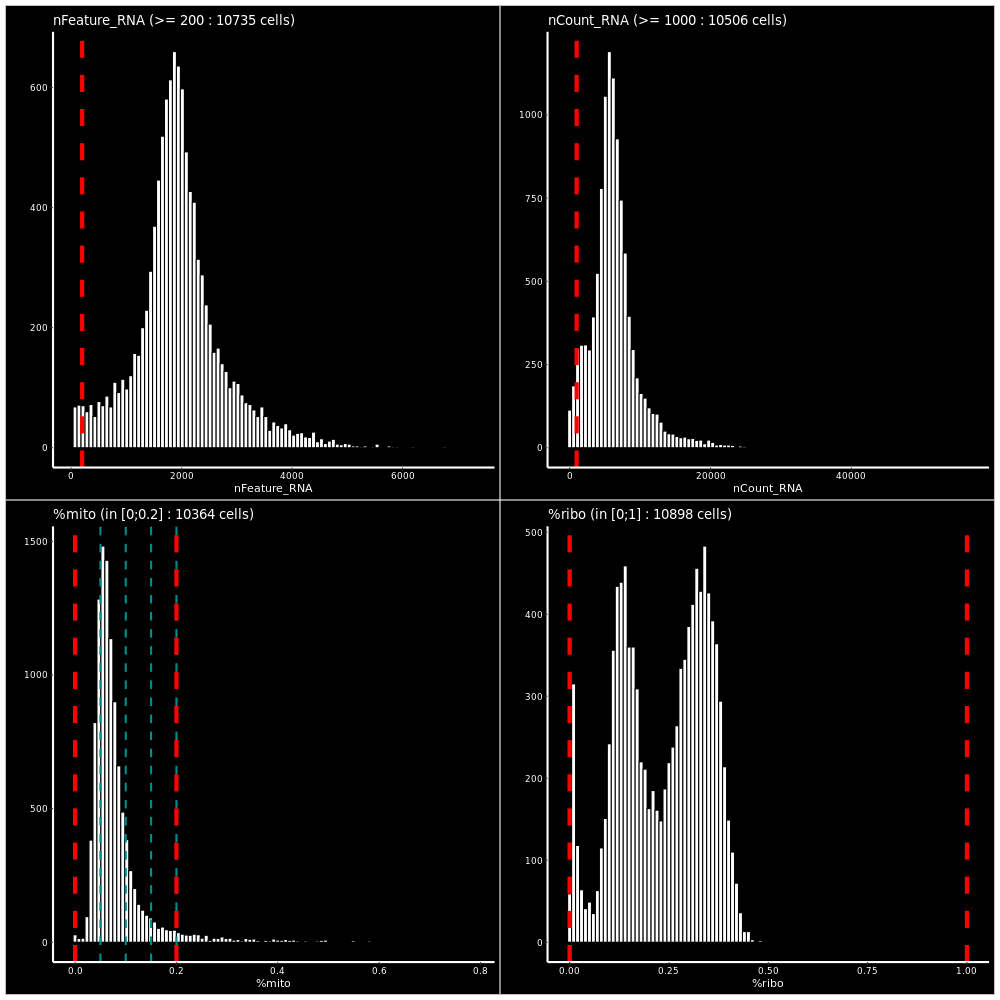 nFeature_RNA (>= 200 : 10735 cells)
600
400
200
0
0 2000 4000 6000
nFeature_RNA
nCount_RNA (>= 1000 : 10506 cells)
1000
750
500
250
0
0 20000 40000
nCount_RNA
%mito (in [0;0.2] : 10364 cells)
1500
1000
500
0
0.0 0.2 0.4 0.6 0.8
%mito
%ribo (in [0;1] : 10898 cells)
500
400
300
200
100
0
0.00 0.25 0.50 0.75 1.00
%ribo